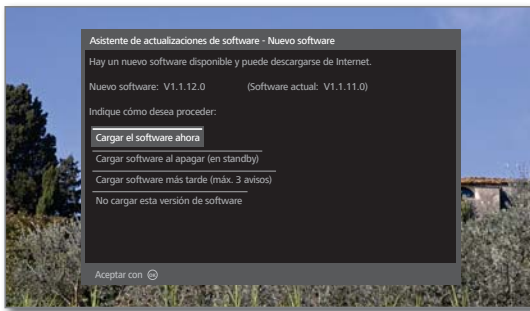 Asistente de actualizaciones de software - Nuevo software
Hay un nuevo software disponible y puede descargarse de Internet.
Nuevo software: V1.1.12.0 (Software actual: V1.1.11.0)
Indique cómo desea proceder:
Cargar el software ahora
Cargar software al apagar (en standby)
Cargar software más tarde (máx. 3 avisos)
No cargar esta versión de software
Aceptar con OK